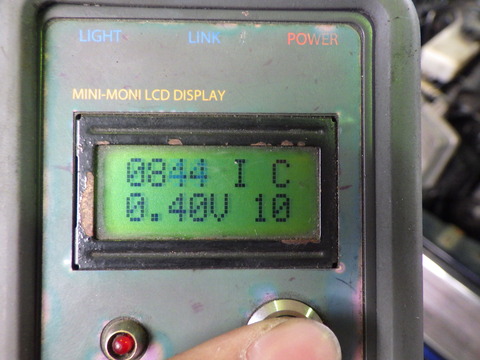 LIGHT LINK POWER
MINI-MONI LCD DISPLAY
0844 I C
0.40V 10